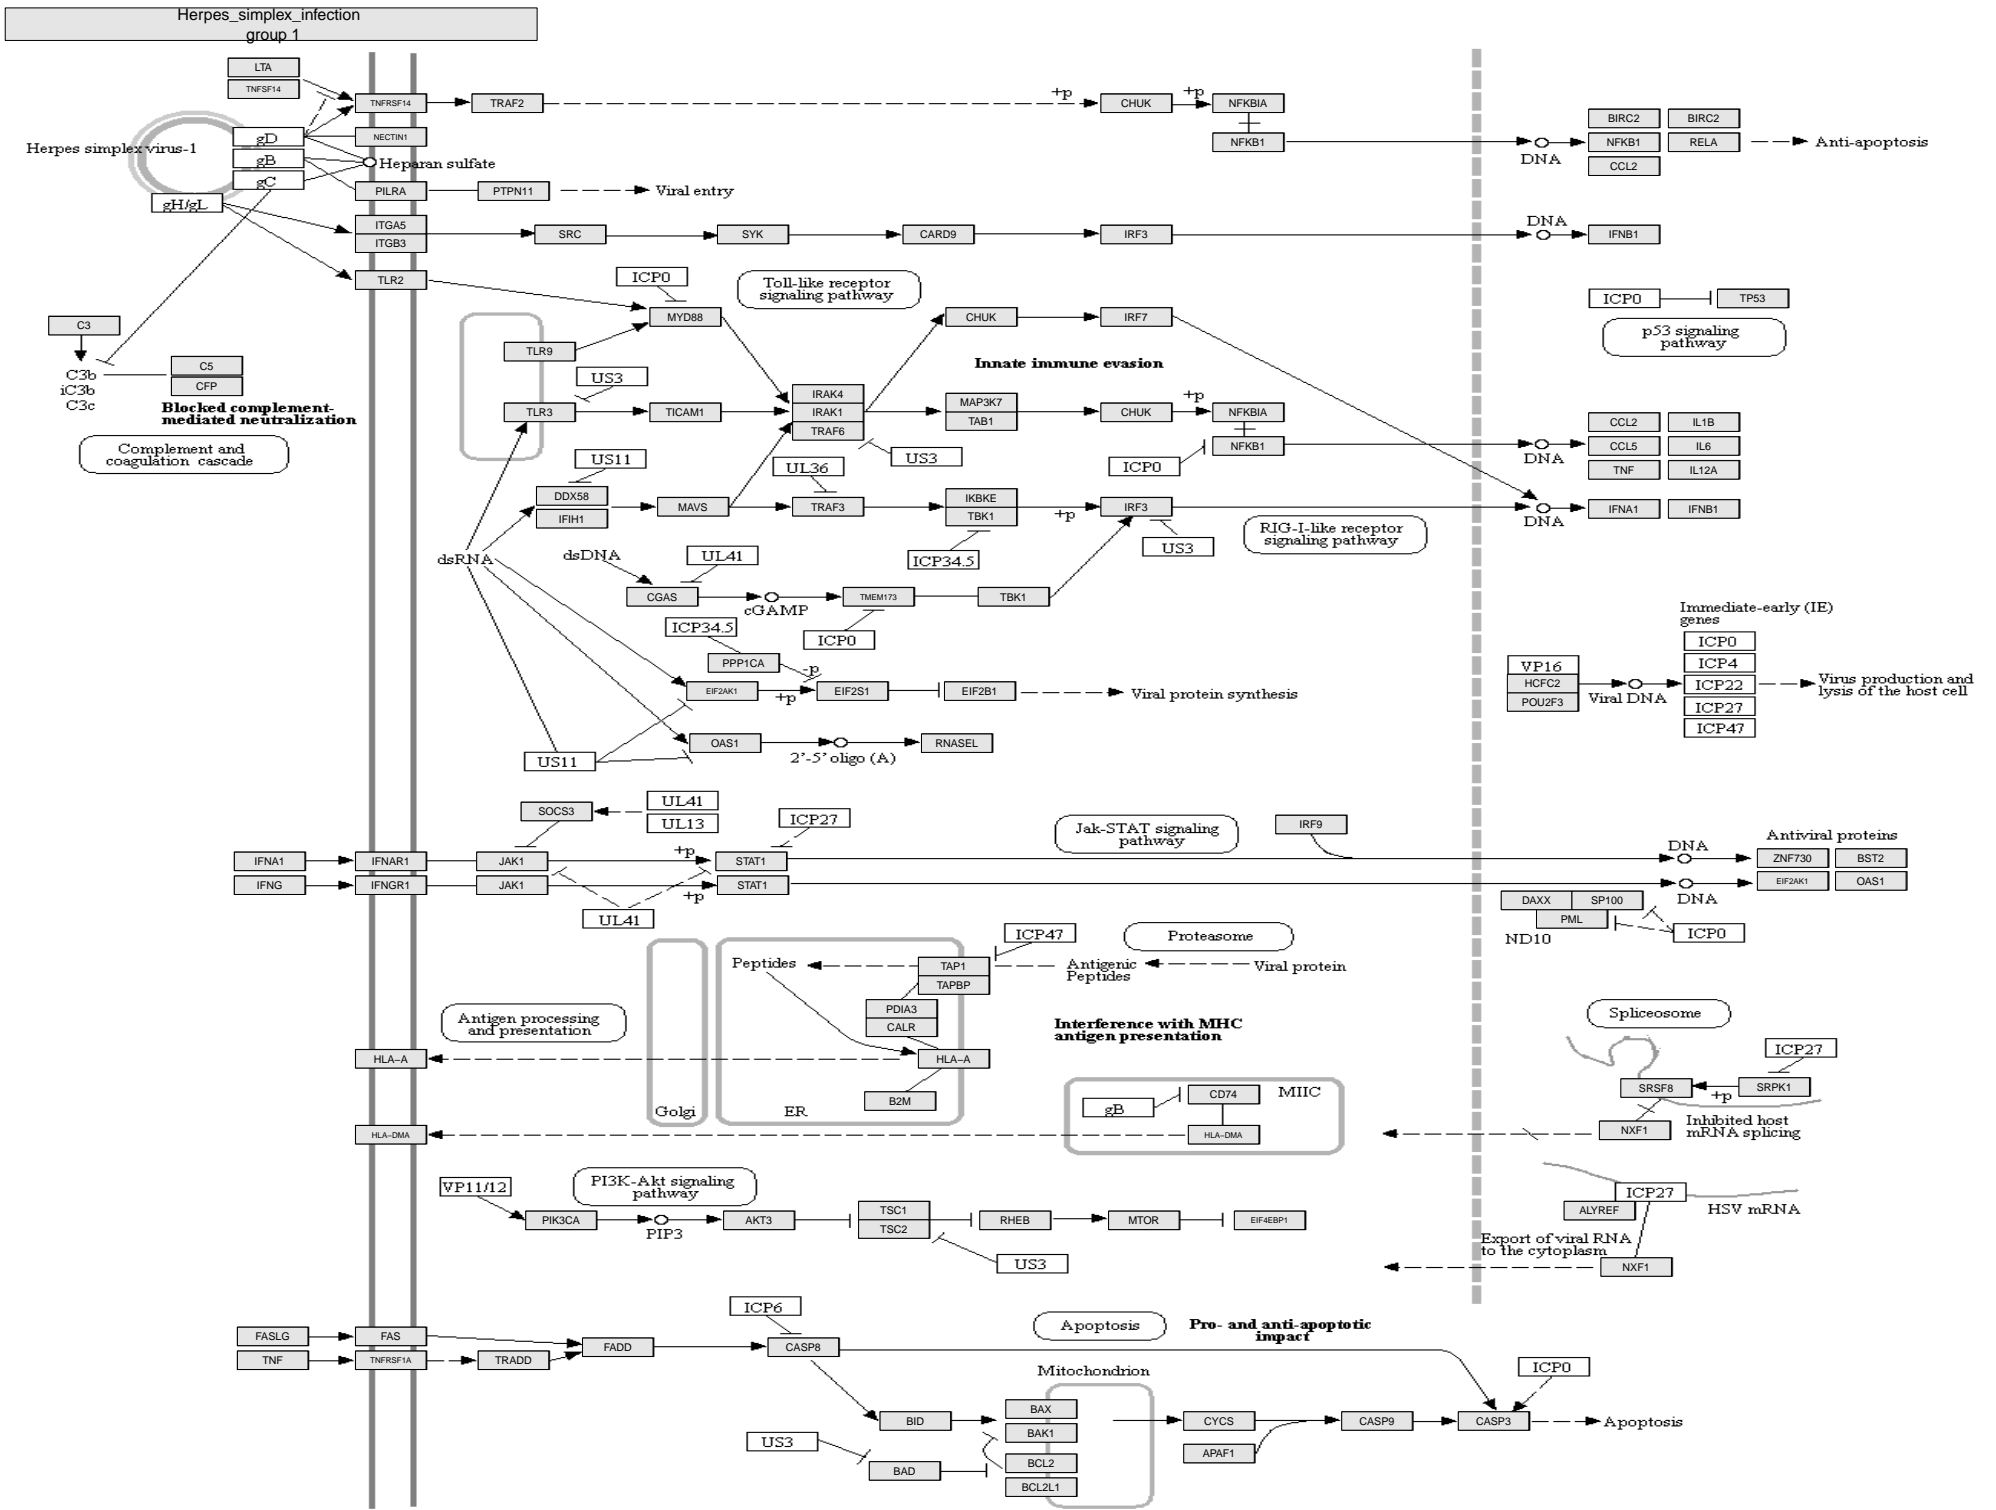 Herpes_simplex_infection
group 1
LTA
TNFSF14
TNFRSF14
TRAF2
+p
CHUK
+p
NFKBIA
NFKB1
DNA
BIRC2
BIRC2
NFKB1
RELA
CCL2
Anti-apoptosis
Herpes simplex virus-1
gD
gB
gC
gH/gL
NECTIN1
Heparan sulfate
PILRA
PTPN11
Viral entry
ITGA5
ITGB3
SRC
SYK
CARD9
IRF3
DNA
IFNB1
TLR2
ICP0
Toll-like receptor
signaling pathway
MYD88
CHUK
IRF7
ICP0
TP53
p53 signaling
pathway
C3
C3b
iC3b
C3c
C5
CFP
Blocked complement-
mediated neutralization
Complement and
coagulation cascade
TLR9
US3
TLR3
TICAM1
IRAK4
IRAK1
TRAF6
Innate immune evasion
MAP3K7
TAB1
CHUK
+p
NFKBIA
NFKB1
US3
ICP0
DNA
CCL2
IL1B
CCL5
IL6
TNF
IL12A
US11
UL36
DDX58
IFIH1
MAVS
TRAF3
IKBKE
TBK1
+p
IRF3
DNA
IFNA1
IFNB1
ICP34.5
US3
RIG-I-like receptor
signaling pathway
dsRNA
dsDNA
UL41
CGAS
cGAMP
TMEM173
TBK1
ICP34.5
ICP0
PPP1CA
-p
EIF2AK1
+p
EIF2S1
EIF2B1
Viral protein synthesis
Immediate-early (IE)
genes
ICP0
ICP4
ICP22
ICP27
ICP47
VP16
HCFC2
POU2F3
Viral DNA
Virus production and
lysis of the host cell
US11
OAS1
2'-5' oligo (A)
RNASEL
SOCS3
UL41
UL13
ICP27
Jak-STAT signaling
pathway
IRF9
IFNA1
IFNAR1
JAK1
+p
STAT1
DNA
Antiviral proteins
ZNF730
BST2
IFNG
IFNGR1
JAK1
+p
STAT1
DNA
EIF2AK1
OAS1
UL41
DAXX
SP100
PML
ND10
ICP0
ICP47
Proteasome
Peptides
TAP1
TAPBP
Antigenic
Peptides
Viral protein
PDIA3
CALR
Antigen processing
and presentation
Interference with MHC
antigen presentation
HLA-A
HLA-A
B2M
Golgi
ER
gB
CD74
MIIC
HLA-DMA
HLA-DMA
Spliceosome
ICP27
SRSF8
SRPK1
+p
NXF1
Inhibited host
mRNA splicing
VP11/12
PI3K-Akt signaling
pathway
PIK3CA
PIP3
AKT3
TSC1
TSC2
RHEB
MTOR
EIF4EBP1
US3
ICP27
ALYREF
HSV mRNA
Export of viral RNA
to the cytoplasm
NXF1
ICP6
Apoptosis
Pro- and anti-apoptotic
impact
FASLG
FAS
FADD
CASP8
TNF
TNFRSF1A
TRADD
ICP0
Mitochondrion
BID
BAX
BAK1
CYCS
CASP9
CASP3
Apoptosis
US3
BAD
BCL2
BCL2L1
APAF1